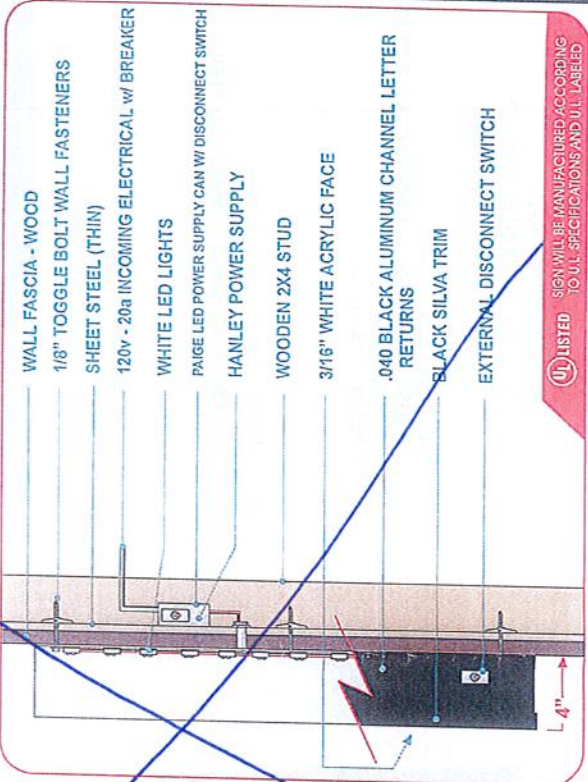 WALL FASCIA - WOOD
1/8" TOGGLE BOLT WALL FASTENERS
SHEET STEEL (THIN)
120v - 20a INCOMING ELECTRICAL w/ BREAKER
WHITE LED LIGHTS
PAIGE LED POWER SUPPLY CAN W/ DISCONNECT SWITCH
HANLEY POWER SUPPLY
WOODEN 2X4 STUD
3/16" WHITE ACRYLIC FACE
.040 BLACK ALUMINUM CHANNEL LETTER
RETURNS
BLACK SILVA TRIM
EXTERNAL DISCONNECT SWITCH
4"
UL LISTED
SIGN WILL BE MANUFACTURED ACCORDING
TO U.L. SPECIFICATIONS AND U.L. LABELED